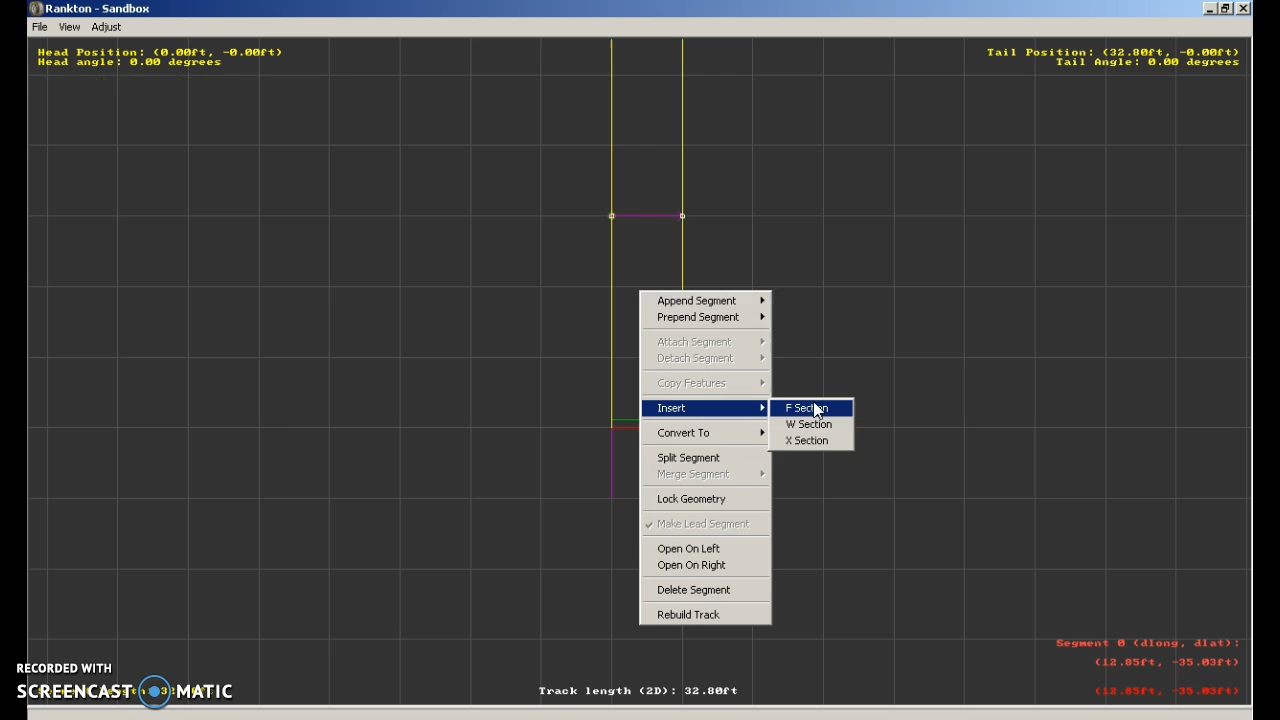 Rankton - Sandbox
File View Adjust
Head Position: (0.00ft, -0.00ft)
Head angle: 0.00 degrees
Tail Position: (32.80ft, -0.00ft)
Tail Angle: 0.00 degrees
Append Segment
Prepend Segment
Attach Segment
Detach Segment
Copy Features
Insert
F Section
W Section
X Section
Convert To
Split Segment
Merge Segment
Lock Geometry
Make Lead Segment
Open On Left
Open On Right
Delete Segment
Rebuild Track
Segment 0 (dlong, dlat):
(12.85ft, -35.03ft)
(12.85ft, -35.03ft)
Track length (2D): 32.80ft
RECORDED WITH
SCREENCAST MATIC